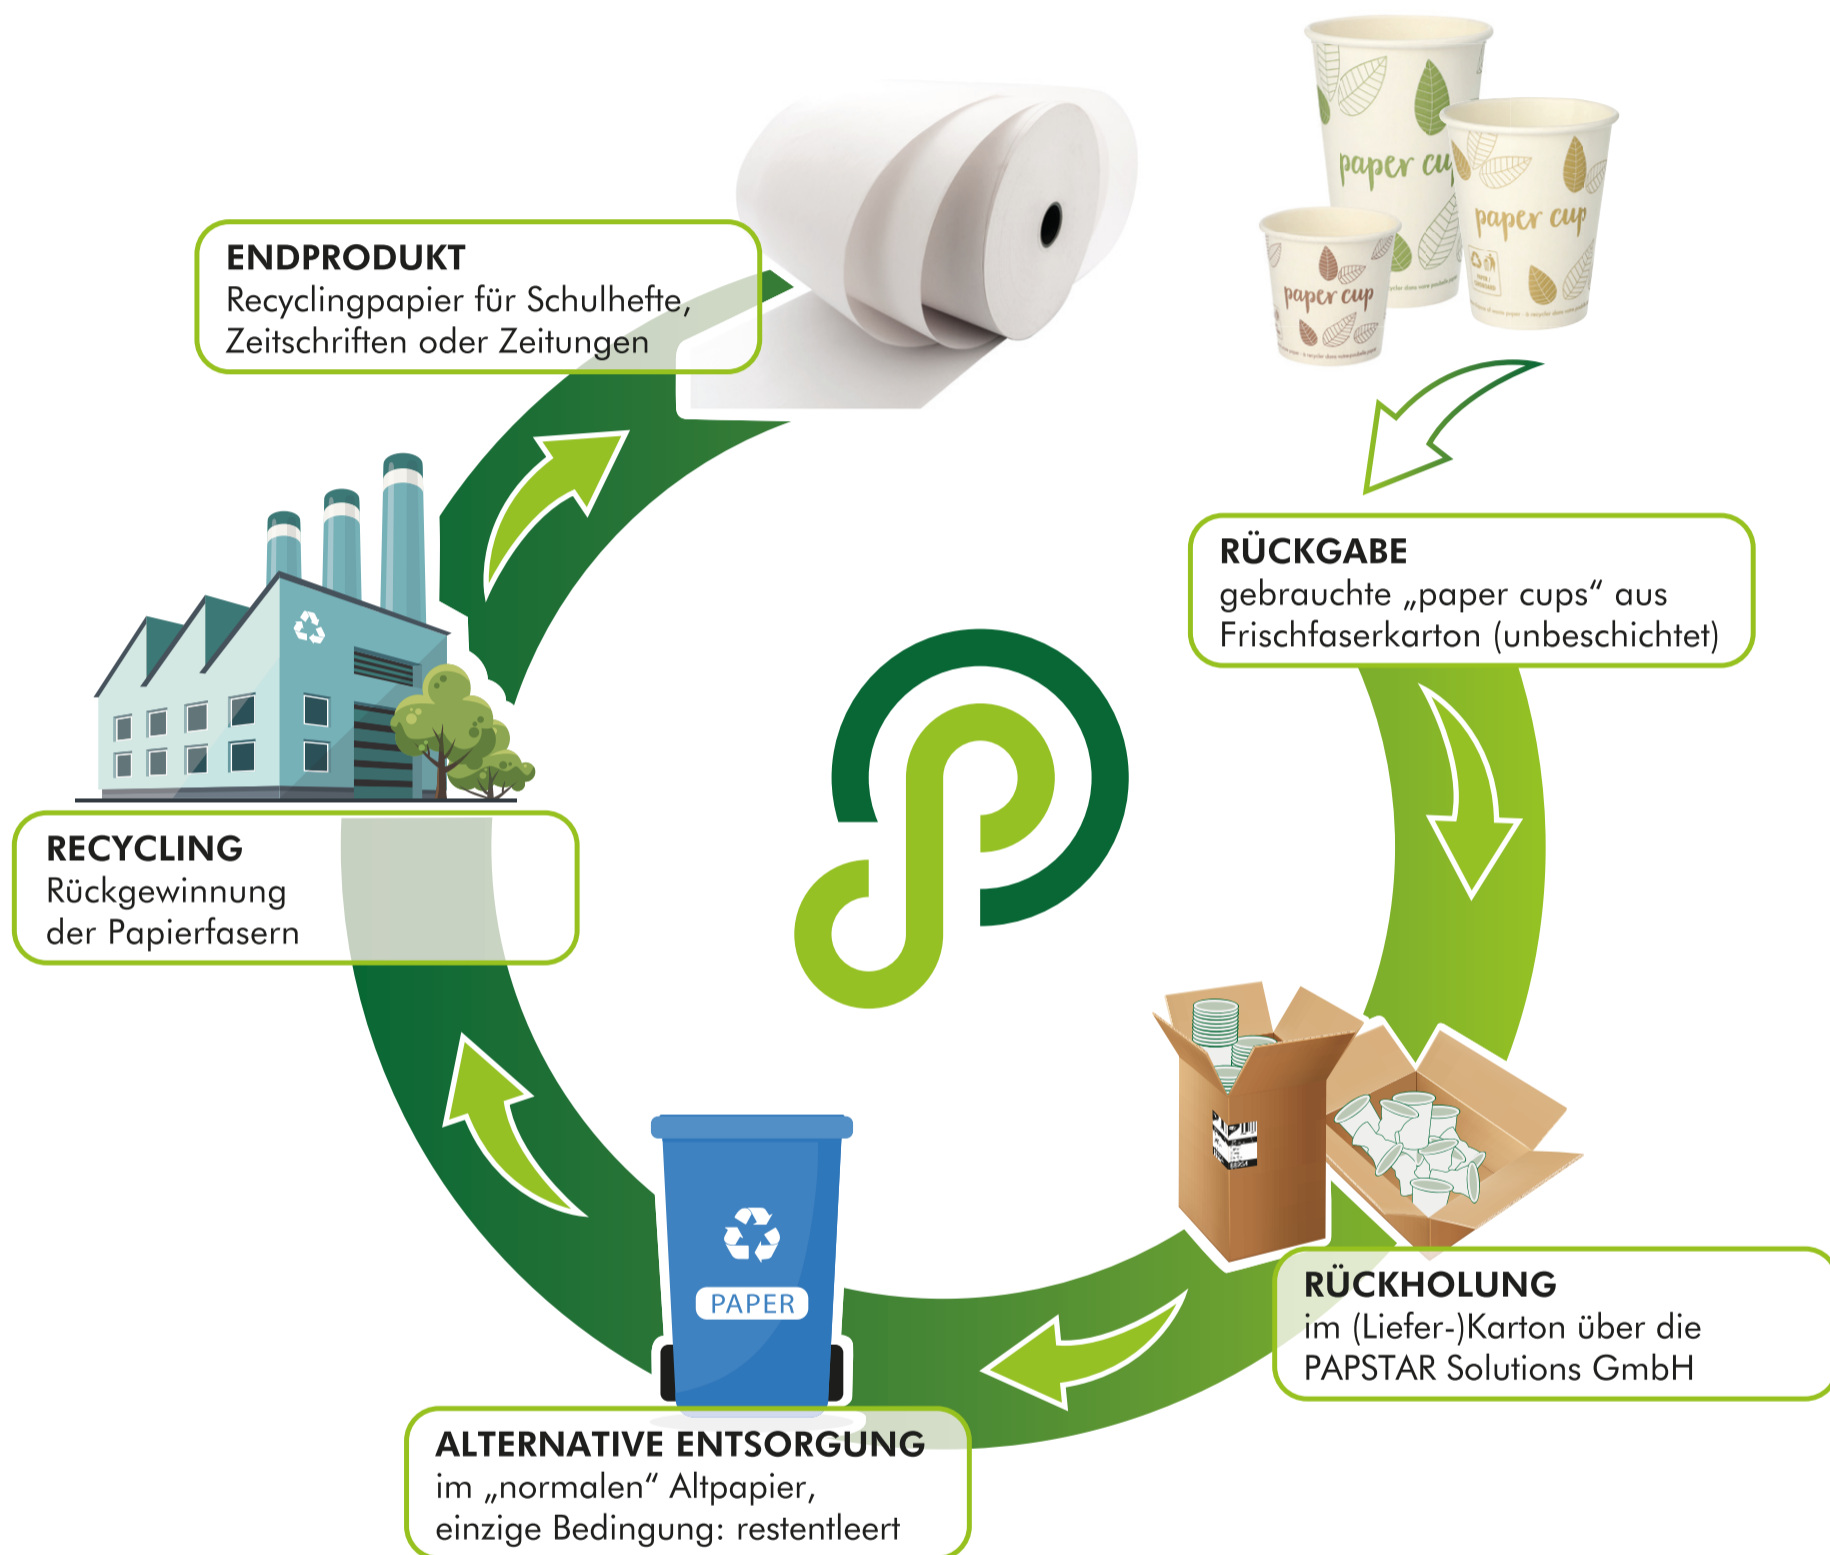 paper cup
paper cup
paper cup
ENDPRODUKT
Recyclingpapier für Schulhefte,
Zeitschriften oder Zeitungen
RÜCKGABE
gebrauchte „paper cups“ aus
Frischfaserkarton (unbeschichtet)
RECYCLING
Rückgewinnung
der Papierfasern
RÜCKHOLUNG
im (Liefer-)Karton über die
PAPSTAR Solutions GmbH
PAPER
ALTERNATIVE ENTSORGUNG
im „normalen“ Altpapier,
einzige Bedingung: restentleert